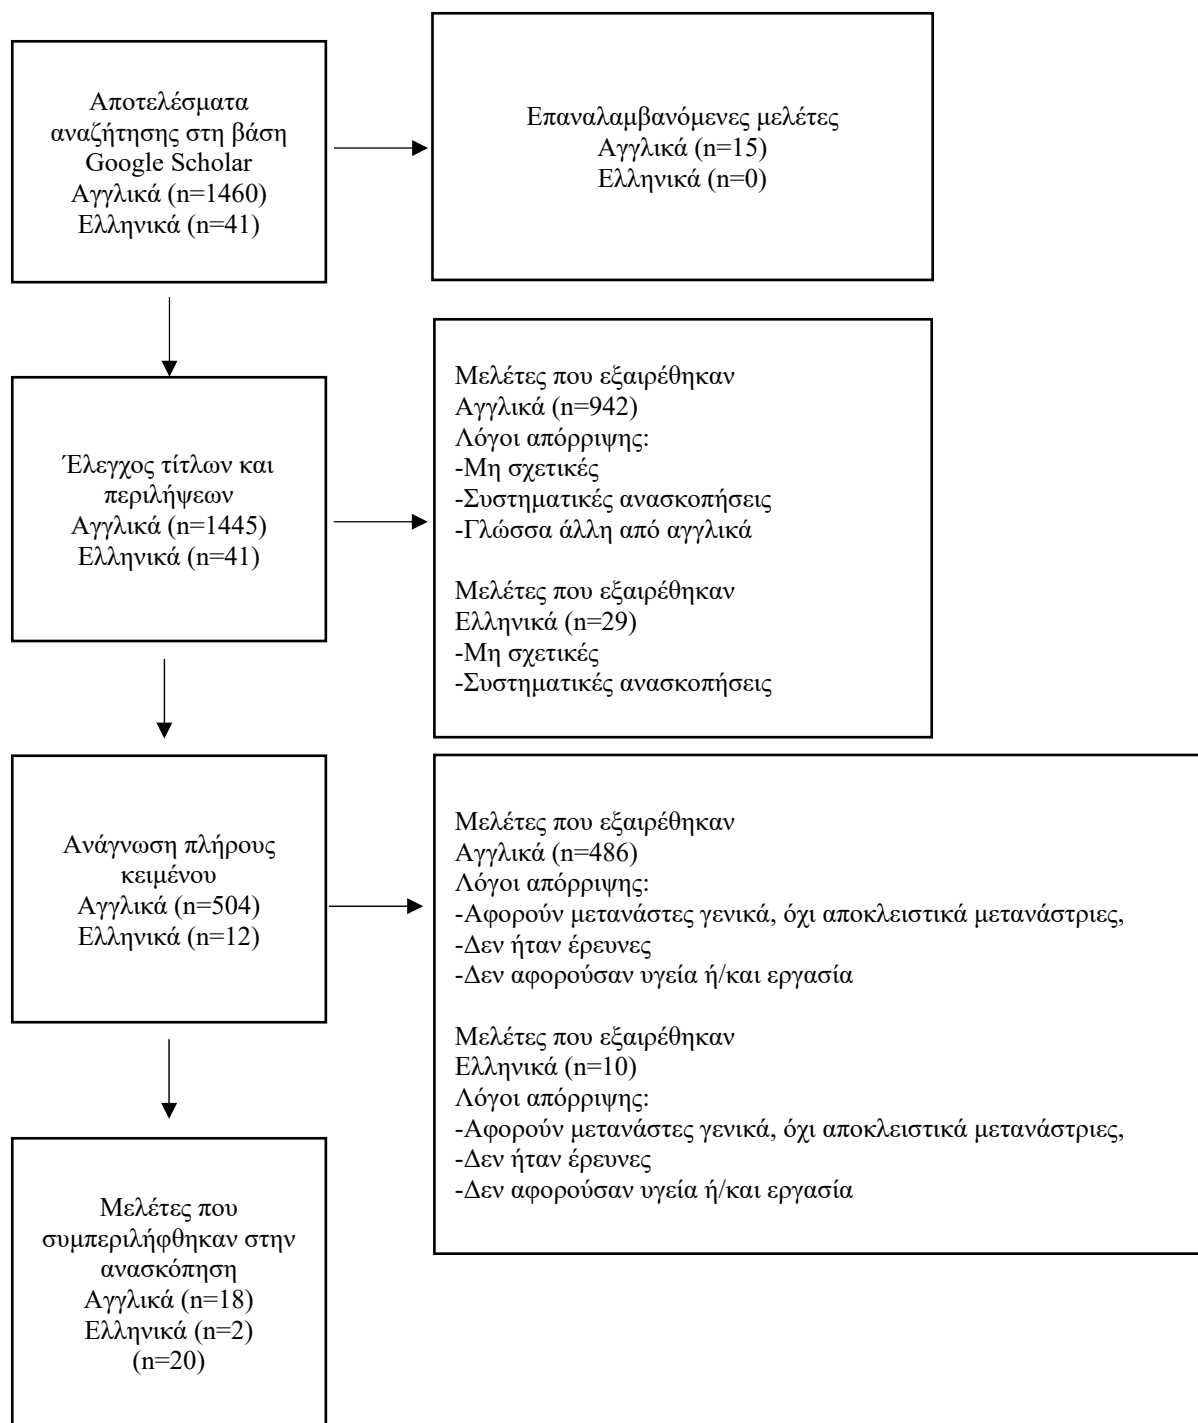 Αποτελέσματα
αναζήτησης στη βάση
Google Scholar
Αγγλικά (n=1460)
Ελληνικά (n=41)
Επαναλαμβανόμενες μελέτες
Αγγλικά (n=15)
Ελληνικά (n=0)
Έλεγχος τίτλων και
περιλήψεων
Αγγλικά (n=1445)
Ελληνικά (n=41)
Μελέτες που εξαιρέθηκαν
Αγγλικά (n=942)
Λόγοι απόρριψης:
-Μη σχετικές
-Συστηματικές ανασκοπήσεις
-Γλώσσα άλλη από αγγλικά
Μελέτες που εξαιρέθηκαν
Ελληνικά (n=29)
-Μη σχετικές
-Συστηματικές ανασκοπήσεις
Ανάγνωση πλήρους
κειμένου
Αγγλικά (n=504)
Ελληνικά (n=12)
Μελέτες που εξαιρέθηκαν
Αγγλικά (n=486)
Λόγοι απόρριψης:
-Αφορούν μετανάστες γενικά, όχι αποκλειστικά μετανάστριες,
-Δεν ήταν έρευνες
-Δεν αφορούσαν υγεία ή/και εργασία
Μελέτες που εξαιρέθηκαν
Ελληνικά (n=10)
Λόγοι απόρριψης:
-Αφορούν μετανάστες γενικά, όχι αποκλειστικά μετανάστριες,
-Δεν ήταν έρευνες
-Δεν αφορούσαν υγεία ή/και εργασία
Μελέτες που
συμπεριλήφθηκαν στην
ανασκόπηση
Αγγλικά (n=18)
Ελληνικά (n=2)
(n=20)